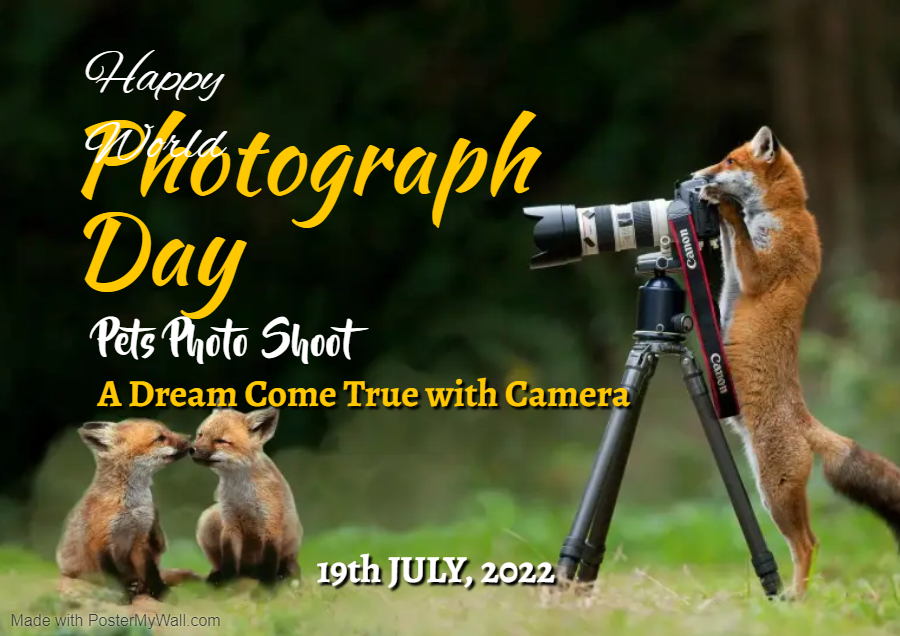 Happy
World
Photograph
Day
Pets Photo Shoot
A Dream Come True with Camera
Canon
Canon
19th JULY, 2022
Made with PosterMyWall.com